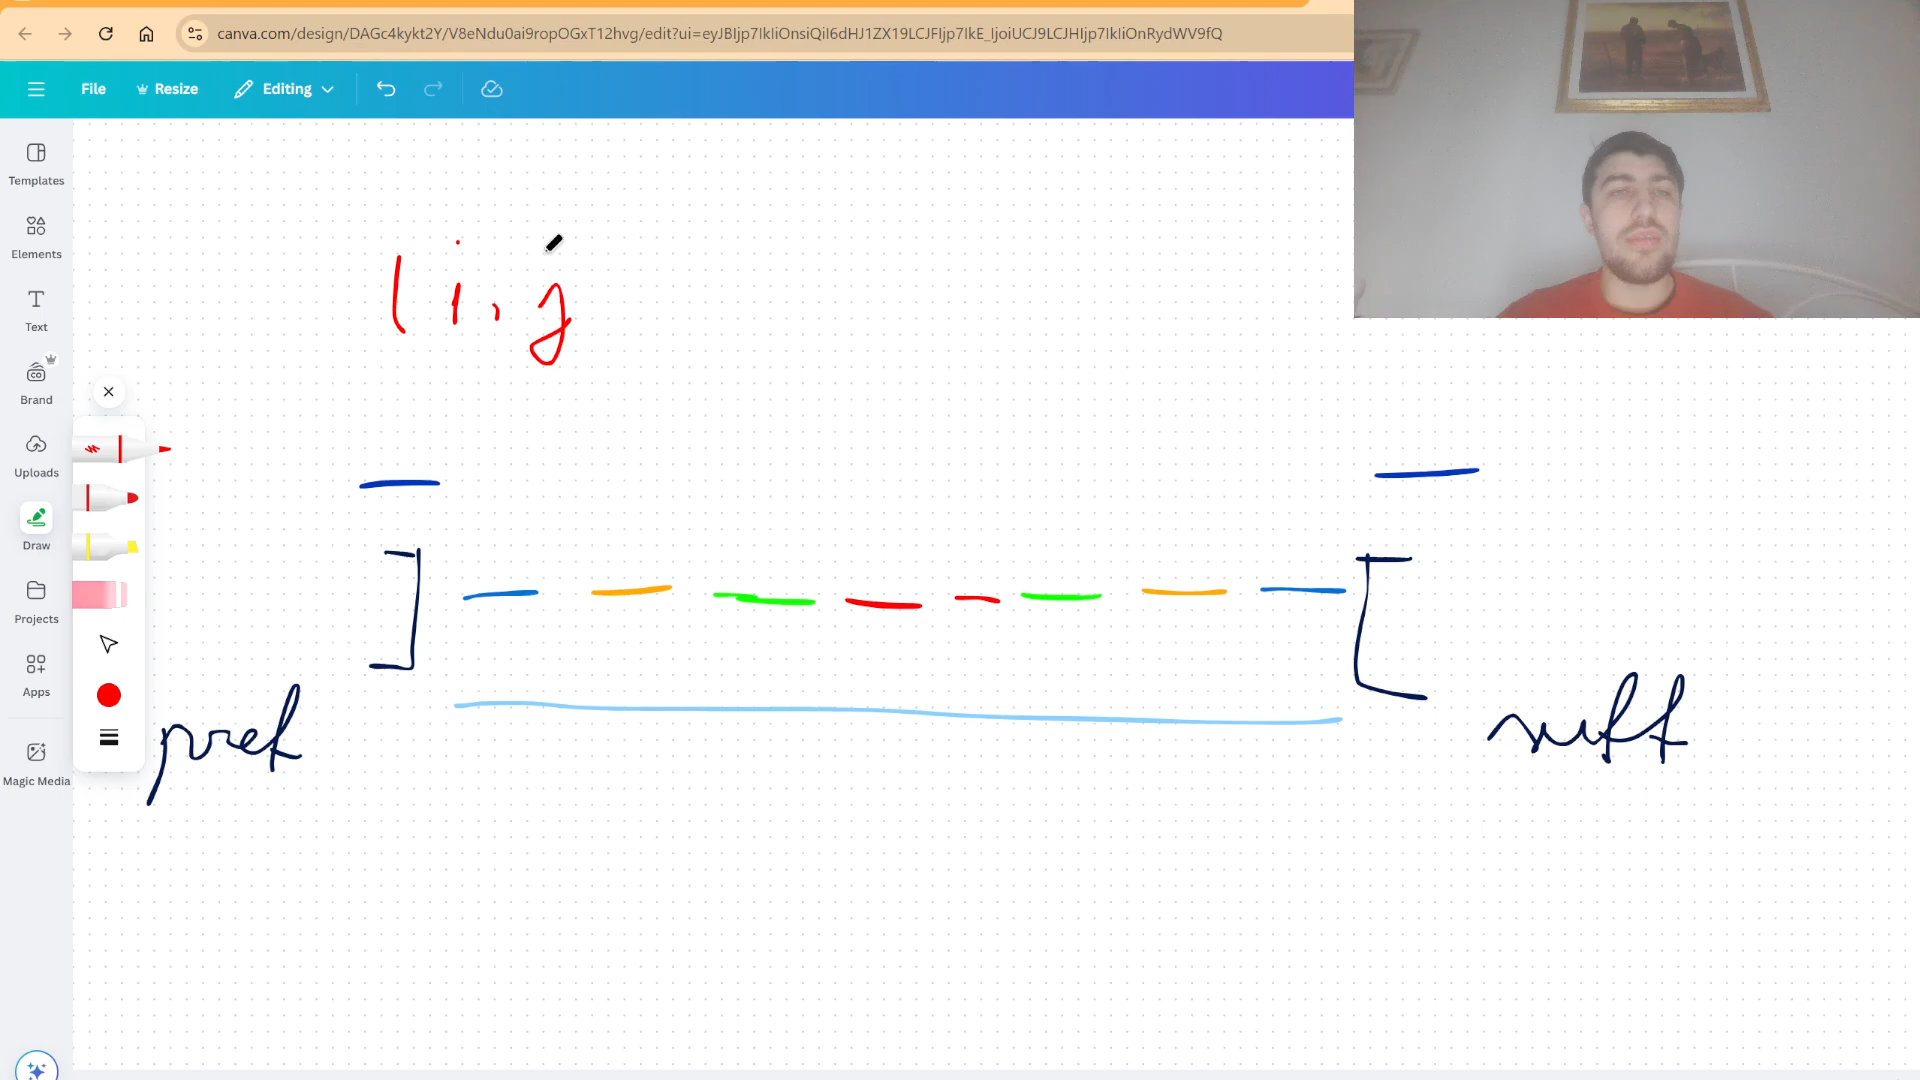 canva.com/design/DAGc4kykt2Y/V8eNdu0ai9ropOGxT12hvg/edit?ui=eyJBIjp7IkIiOnsiQiI6dHJ1ZX19LCJFIjp7IkE_IjoiUCJ9LCJHIjp7IkIiOnRydWV9fQ
File
Resize
Editing
Templates
Elements
Text
Brand
Uploads
Draw
Projects
Apps
Magic Media
(i, j
pref
suff